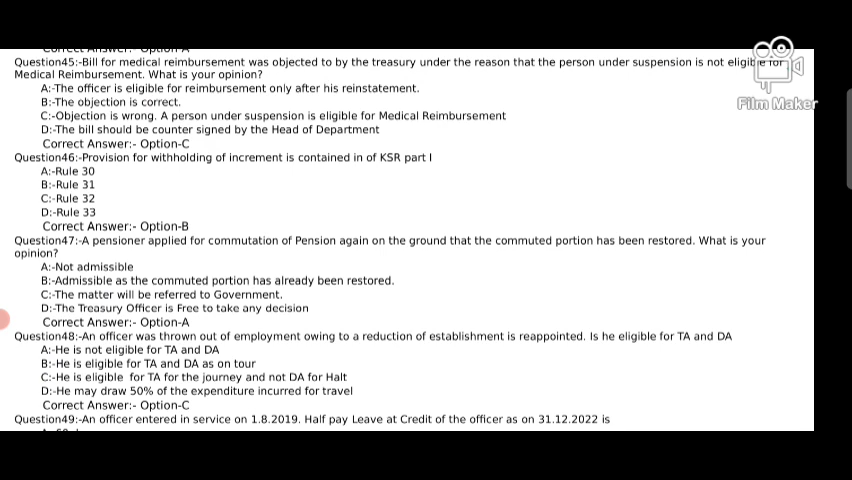 Correct Answer:- Option-A
Question45:-Bill for medical reimbursement was objected to by the treasury under the reason that the person under suspension is not eligible for
Medical Reimbursement. What is your opinion?
A:-The officer is eligible for reimbursement only after his reinstatement.
B:-The objection is correct.
C:-Objection is wrong. A person under suspension is eligible for Medical Reimbursement
D:-The bill should be counter signed by the Head of Department
Correct Answer:- Option-C
Question46:-Provision for withholding of increment is contained in of KSR part I
A:-Rule 30
B:-Rule 31
C:-Rule 32
D:-Rule 33
Correct Answer:- Option-B
Question47:-A pensioner applied for commutation of Pension again on the ground that the commuted portion has been restored. What is your
opinion?
A:-Not admissible
B:-Admissible as the commuted portion has already been restored.
C:-The matter will be referred to Government.
D:-The Treasury Officer is Free to take any decision
Correct Answer:- Option-A
Question48:-An officer was thrown out of employment owing to a reduction of establishment is reappointed. Is he eligible for TA and DA
A:-He is not eligible for TA and DA
B:-He is eligible for TA and DA as on tour
C:-He is eligible for TA for the journey and not DA for Halt
D:-He may draw 50% of the expenditure incurred for travel
Correct Answer:- Option-C
Question49:-An officer entered in service on 1.8.2019. Half pay Leave at Credit of the officer as on 31.12.2022 is
Film Maker